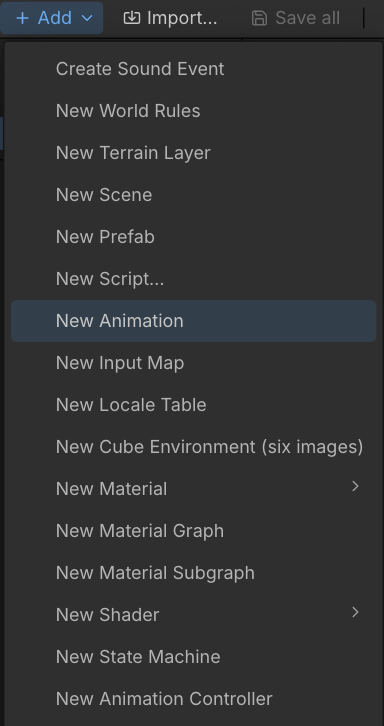 + Add Import... Save all
Create Sound Event
New World Rules
New Terrain Layer
New Scene
New Prefab
New Script...
New Animation
New Input Map
New Locale Table
New Cube Environment (six images)
New Material
New Material Graph
New Material Subgraph
New Shader
New State Machine
New Animation Controller